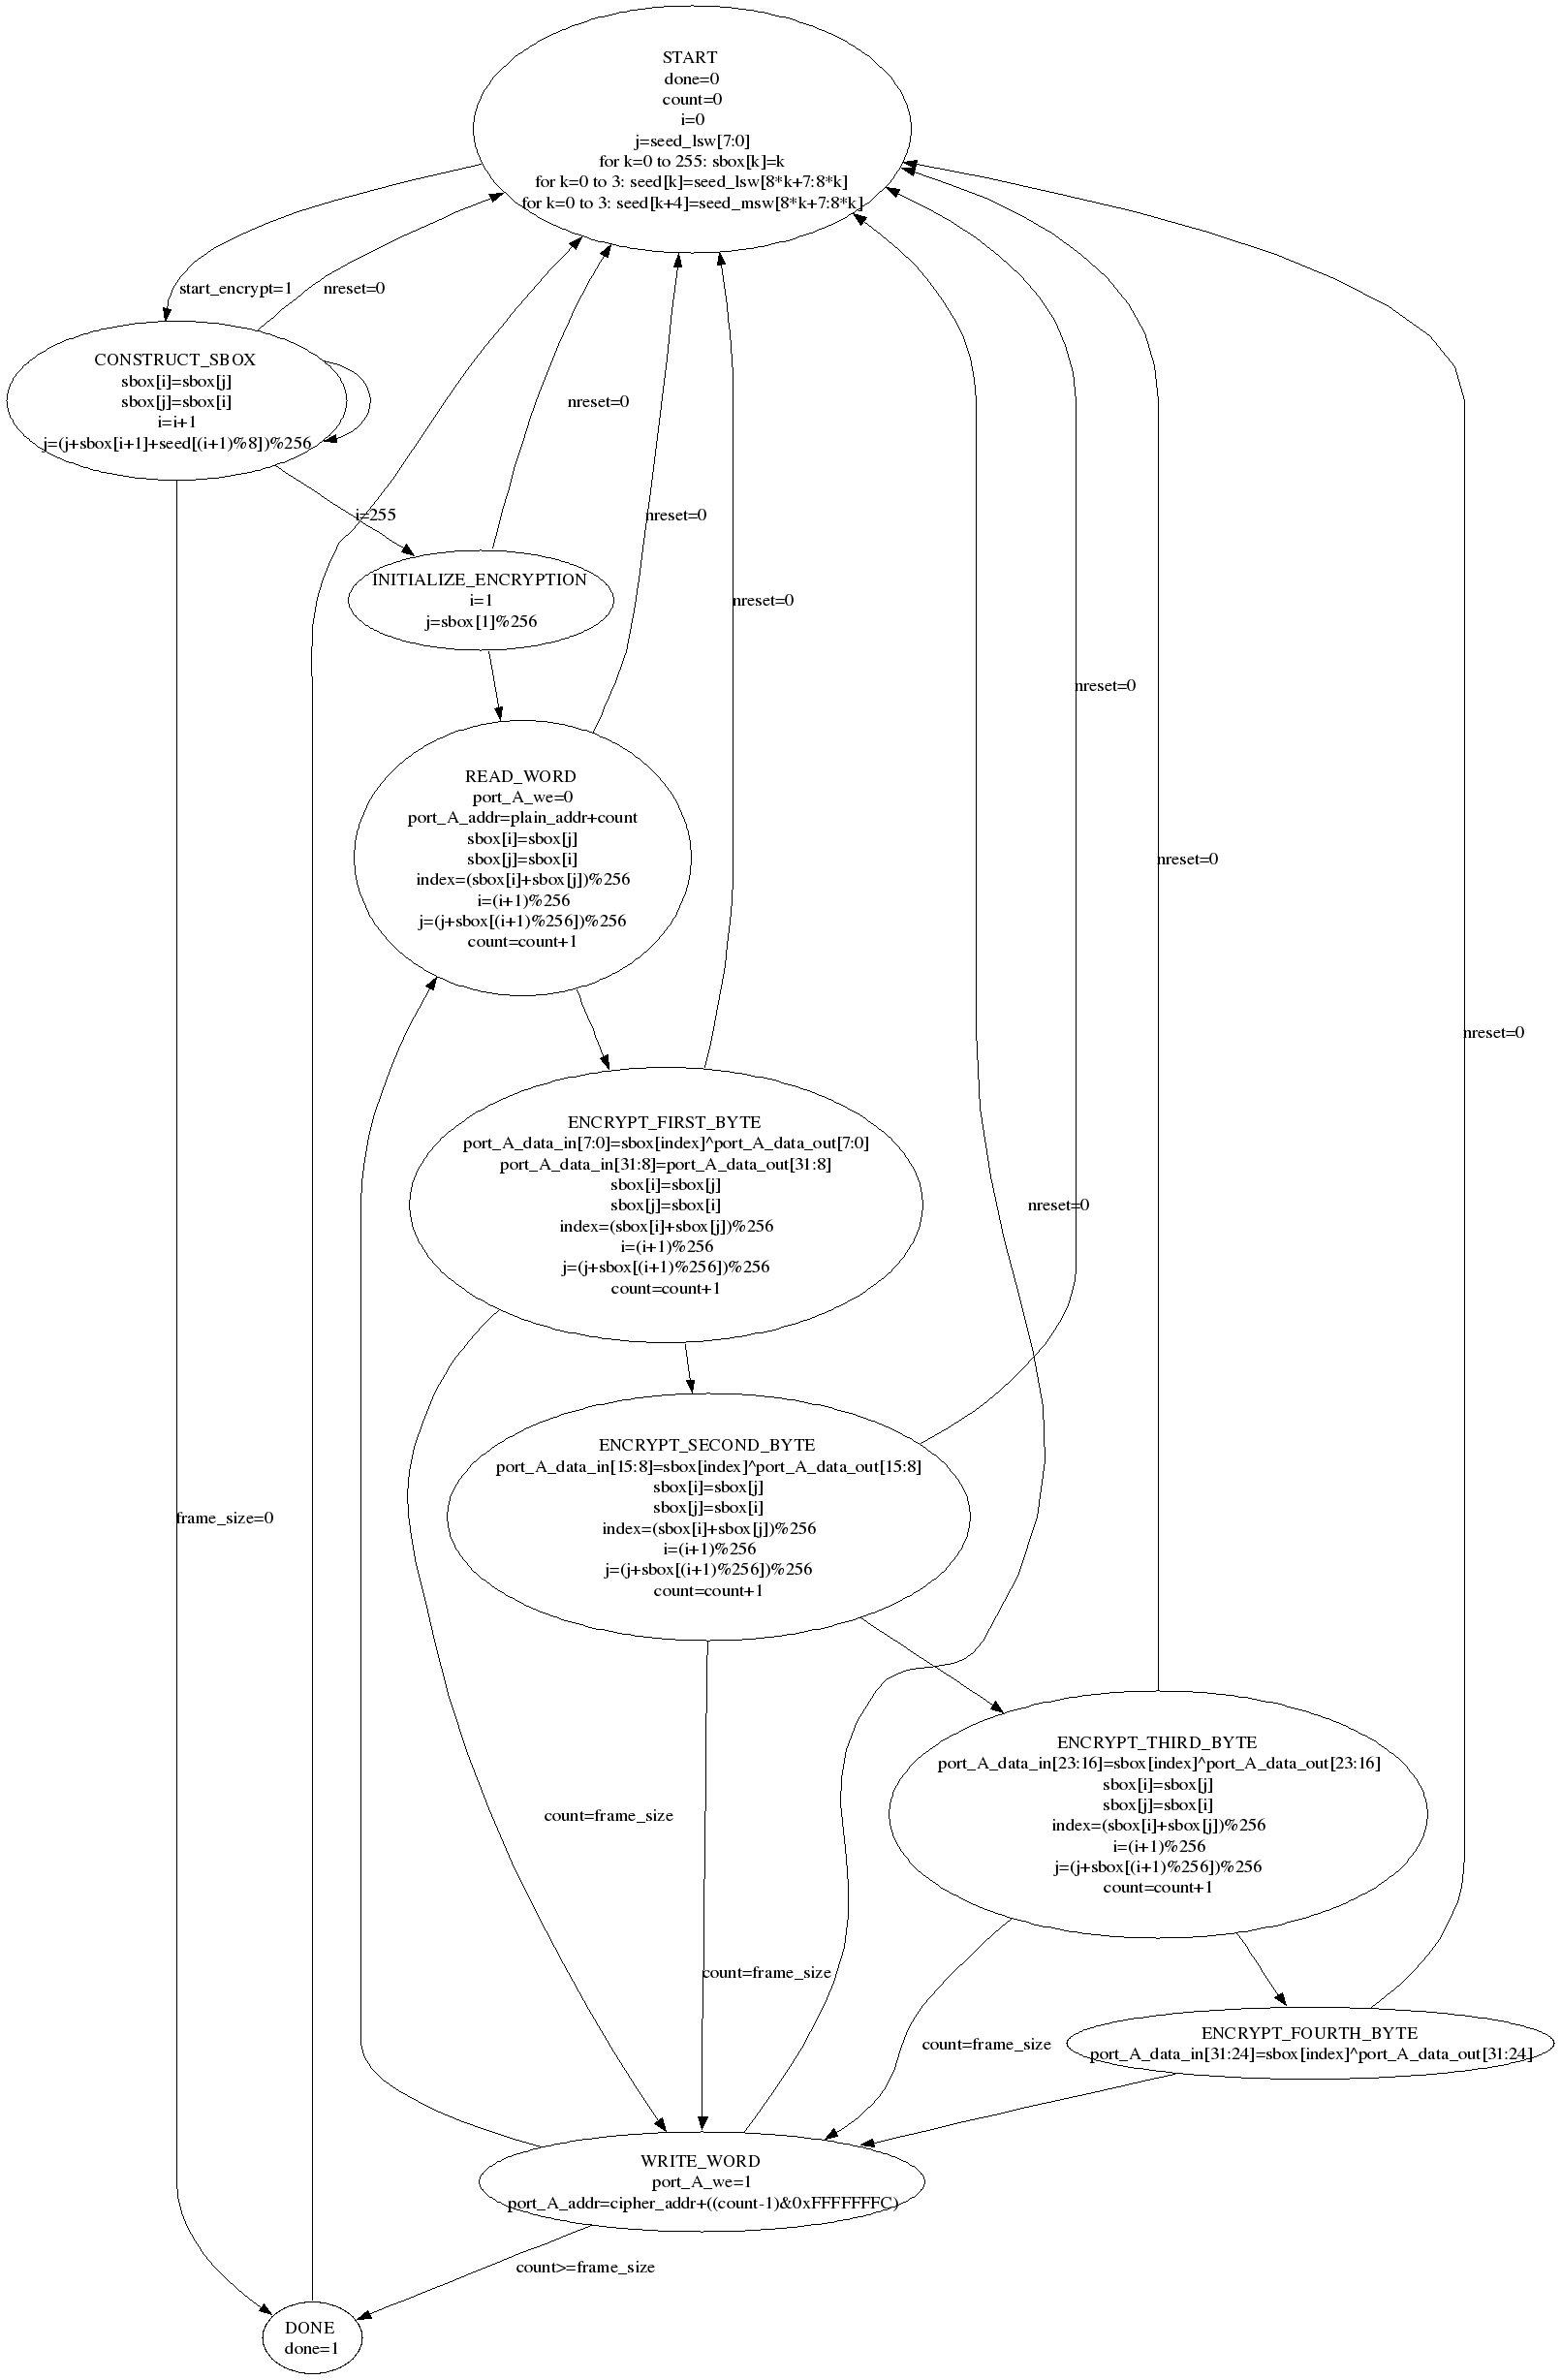 START
done=0
count=0
i=0
j=seed_lsw[7:0]
for k=0 to 255: sbox[k]=k
for k=0 to 3: seed[k]=seed_lsw[8*k+7:8*k]
for k=0 to 3: seed[k+4]=seed_msw[8*k+7:8*k]
start_encrypt=1
nreset=0
CONSTRUCT_SBOX
sbox[i]=sbox[j]
sbox[j]=sbox[i]
i=i+1
j=(j+sbox[i+1]+seed[(i+1)%8])%256
nreset=0
i=255
nreset=0
INITIALIZE_ENCRYPTION
i=1
j=sbox[1]%256
nreset=0
nreset=0
READ_WORD
port_A_we=0
port_A_addr=plain_addr+count
sbox[i]=sbox[j]
sbox[j]=sbox[i]
index=(sbox[i]+sbox[j])%256
i=(i+1)%256
j=(j+sbox[(i+1)%256])%256
count=count+1
nreset=0
nreset=0
ENCRYPT_FIRST_BYTE
port_A_data_in[7:0]=sbox[index]^port_A_data_out[7:0]
port_A_data_in[31:8]=port_A_data_out[31:8]
sbox[i]=sbox[j]
sbox[j]=sbox[i]
index=(sbox[i]+sbox[j])%256
i=(i+1)%256
j=(j+sbox[(i+1)%256])%256
count=count+1
nreset=0
ENCRYPT_SECOND_BYTE
port_A_data_in[15:8]=sbox[index]^port_A_data_out[15:8]
sbox[i]=sbox[j]
sbox[j]=sbox[i]
index=(sbox[i]+sbox[j])%256
i=(i+1)%256
j=(j+sbox[(i+1)%256])%256
count=count+1
frame_size=0
ENCRYPT_THIRD_BYTE
port_A_data_in[23:16]=sbox[index]^port_A_data_out[23:16]
sbox[i]=sbox[j]
sbox[j]=sbox[i]
index=(sbox[i]+sbox[j])%256
i=(i+1)%256
j=(j+sbox[(i+1)%256])%256
count=count+1
count=frame_size
count=frame_size
count=frame_size
ENCRYPT_FOURTH_BYTE
port_A_data_in[31:24]=sbox[index]^port_A_data_out[31:24]
WRITE_WORD
port_A_we=1
port_A_addr=cipher_addr+((count-1)&0xFFFFFFFC)
count>=frame_size
DONE
done=1